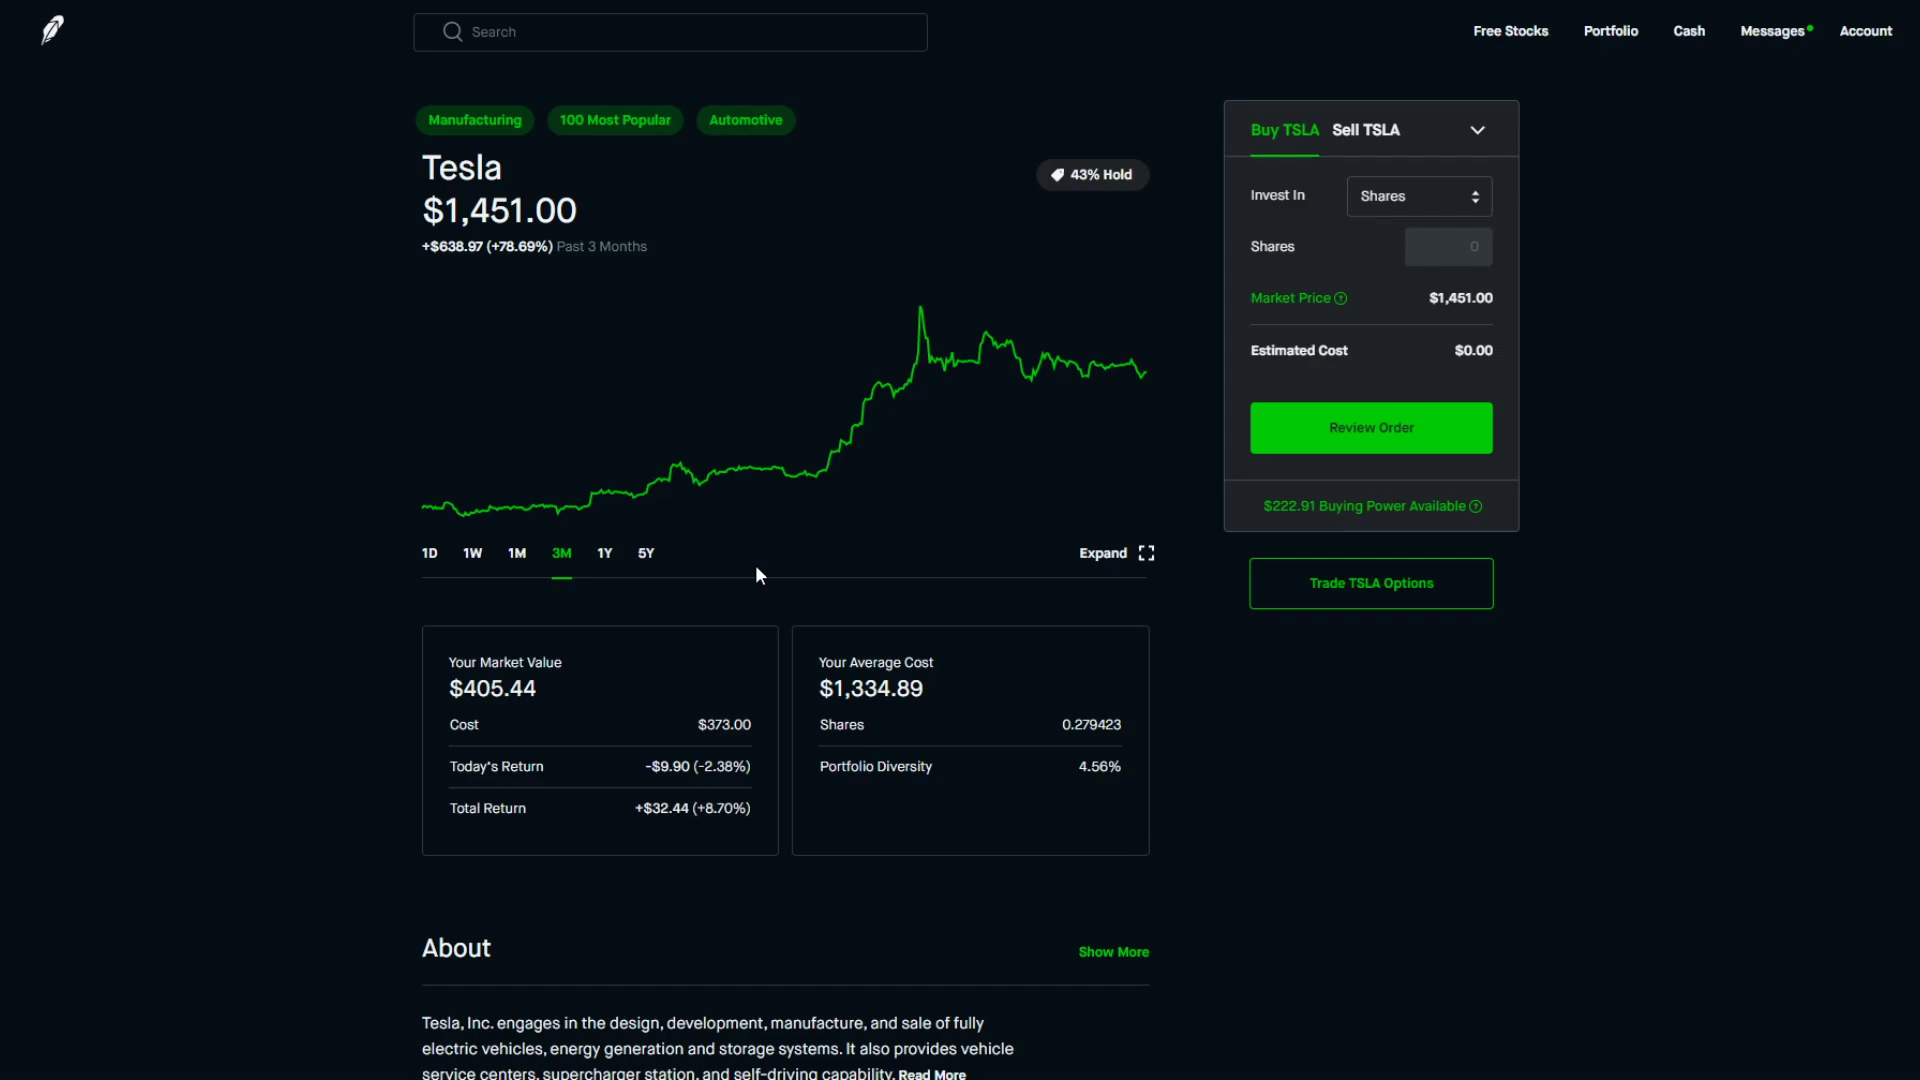 Search
Free Stocks Portfolio Cash Messages Account
Manufacturing 100 Most Popular Automotive
Tesla
$1,451.00
+$638.97 (+78.69%) Past 3 Months
43% Hold
1D 1W 1M 3M 1Y 5Y
Expand
Buy TSLA Sell TSLA
Invest In Shares
Shares 0
Market Price $1,451.00
Estimated Cost $0.00
Review Order
$222.91 Buying Power Available
Trade TSLA Options
Your Market Value
$405.44
Cost $373.00
Today's Return -$9.90 (-2.38%)
Total Return +$32.44 (+8.70%)
Your Average Cost
$1,334.89
Shares 0.279423
Portfolio Diversity 4.56%
About Show More
Tesla, Inc. engages in the design, development, manufacture, and sale of fully
electric vehicles, energy generation and storage systems. It also provides vehicle
service centers, supercharger station, and self-driving capability. Read More